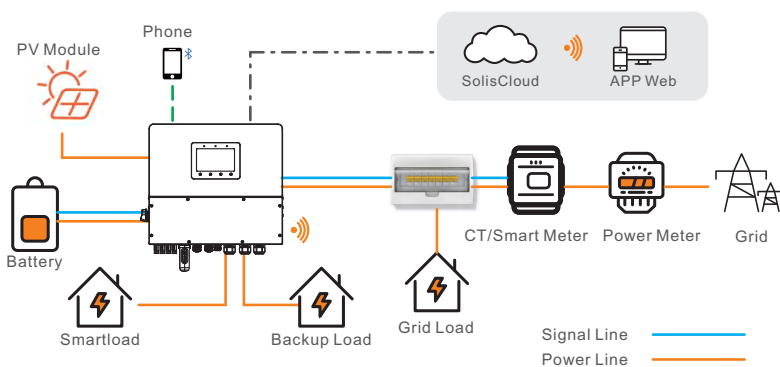 Phone
PV Module
SolisCloud
APP Web
CT/Smart Meter
Power Meter
Grid
Battery
Smartload
Backup Load
Grid Load
Signal Line
Power Line